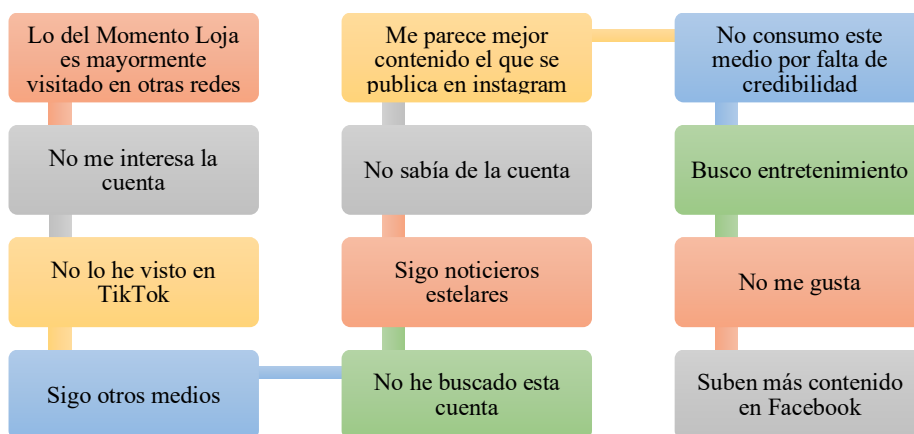 Lo del Momento Loja
es mayormente
visitado en otras redes
No me interesa la
cuenta
No lo he visto en
TikTok
Sigo otros medios
No he buscado esta
cuenta
Sigo noticieros
estelares
No sabía de la cuenta
Me parece mejor
contenido el que se
publica en instagram
No consumo este
medio por falta de
credibilidad
Busco entretenimiento
No me gusta
Suben más contenido
en Facebook